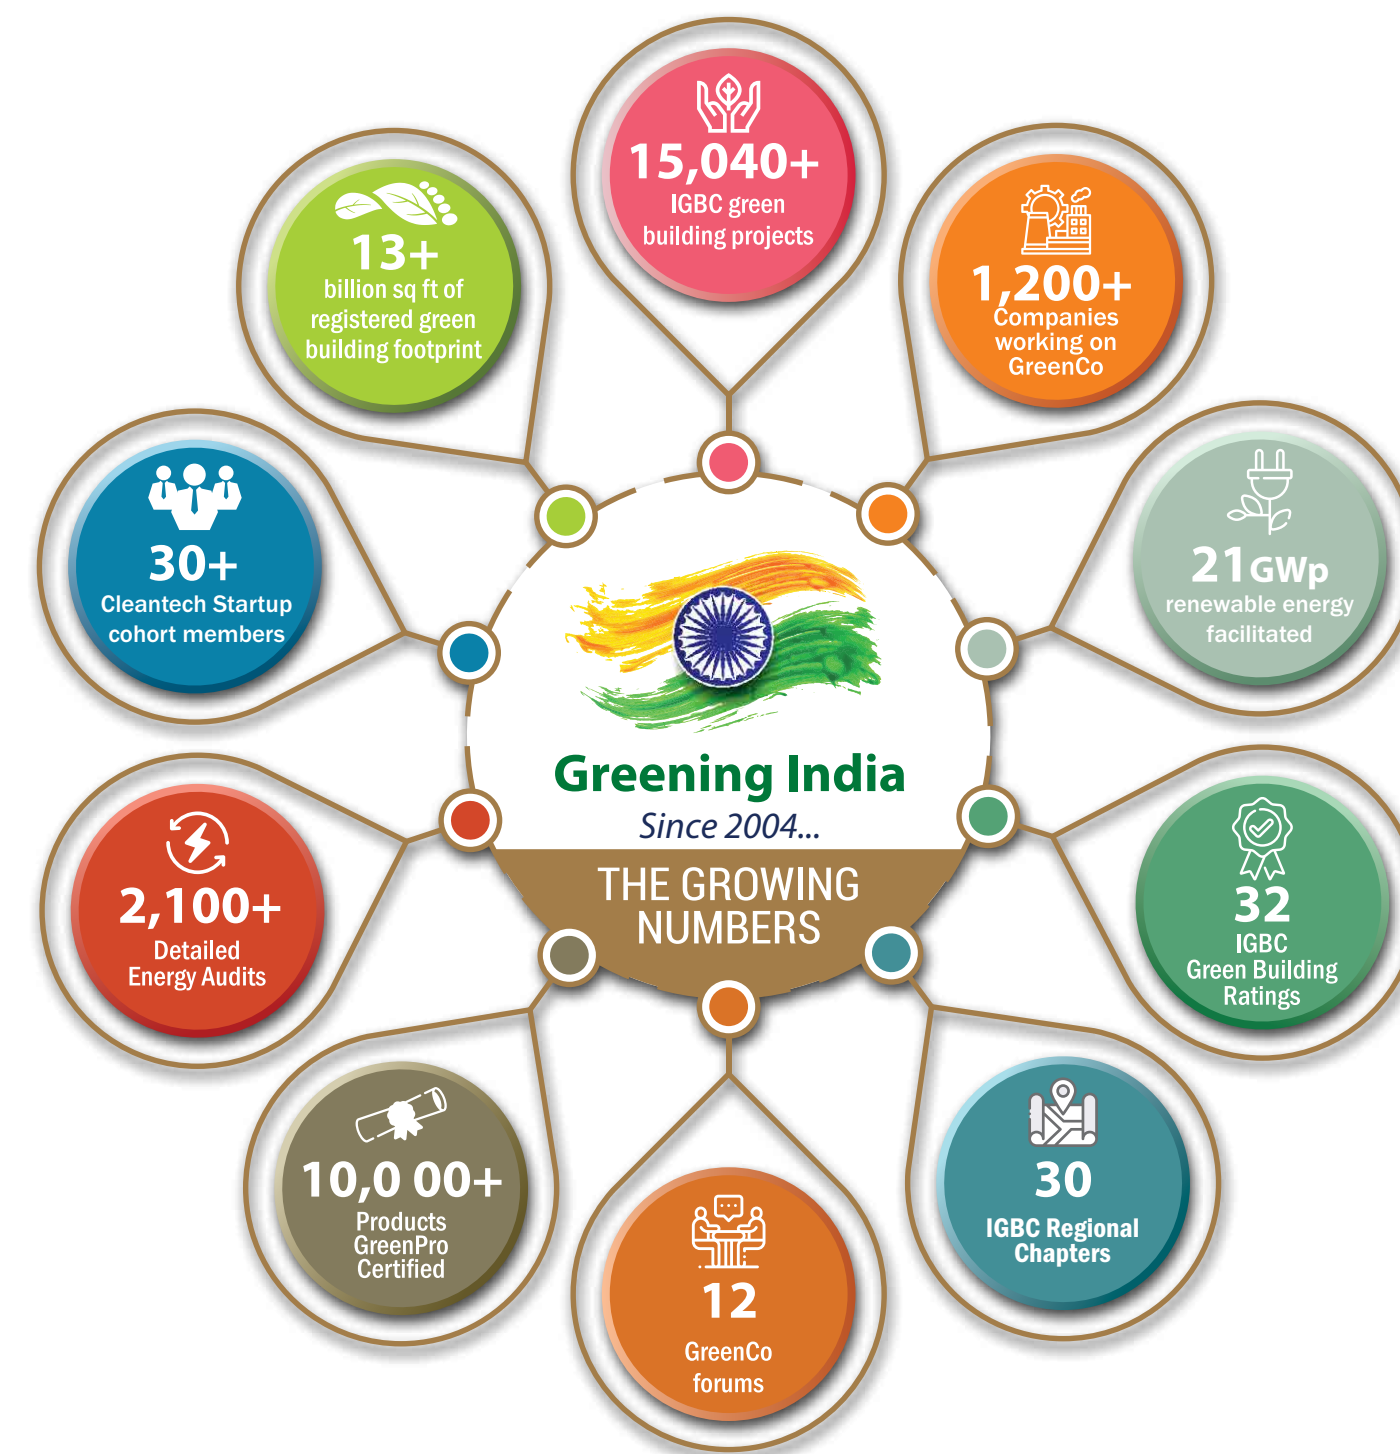 15,040+
IGBC green
building projects
1,200+
Companies
working on
GreenCo
21GWp
renewable energy
facilitated
32
IGBC
Green Building
Ratings
30
IGBC Regional
Chapters
12
GreenCo
forums
10,0 00+
Products
GreenPro
Certified
2,100+
Detailed
Energy Audits
30+
Cleantech Startup
cohort members
13+
billion sq ft of
registered green
building footprint
Greening India
Since 2004...
THE GROWING
NUMBERS